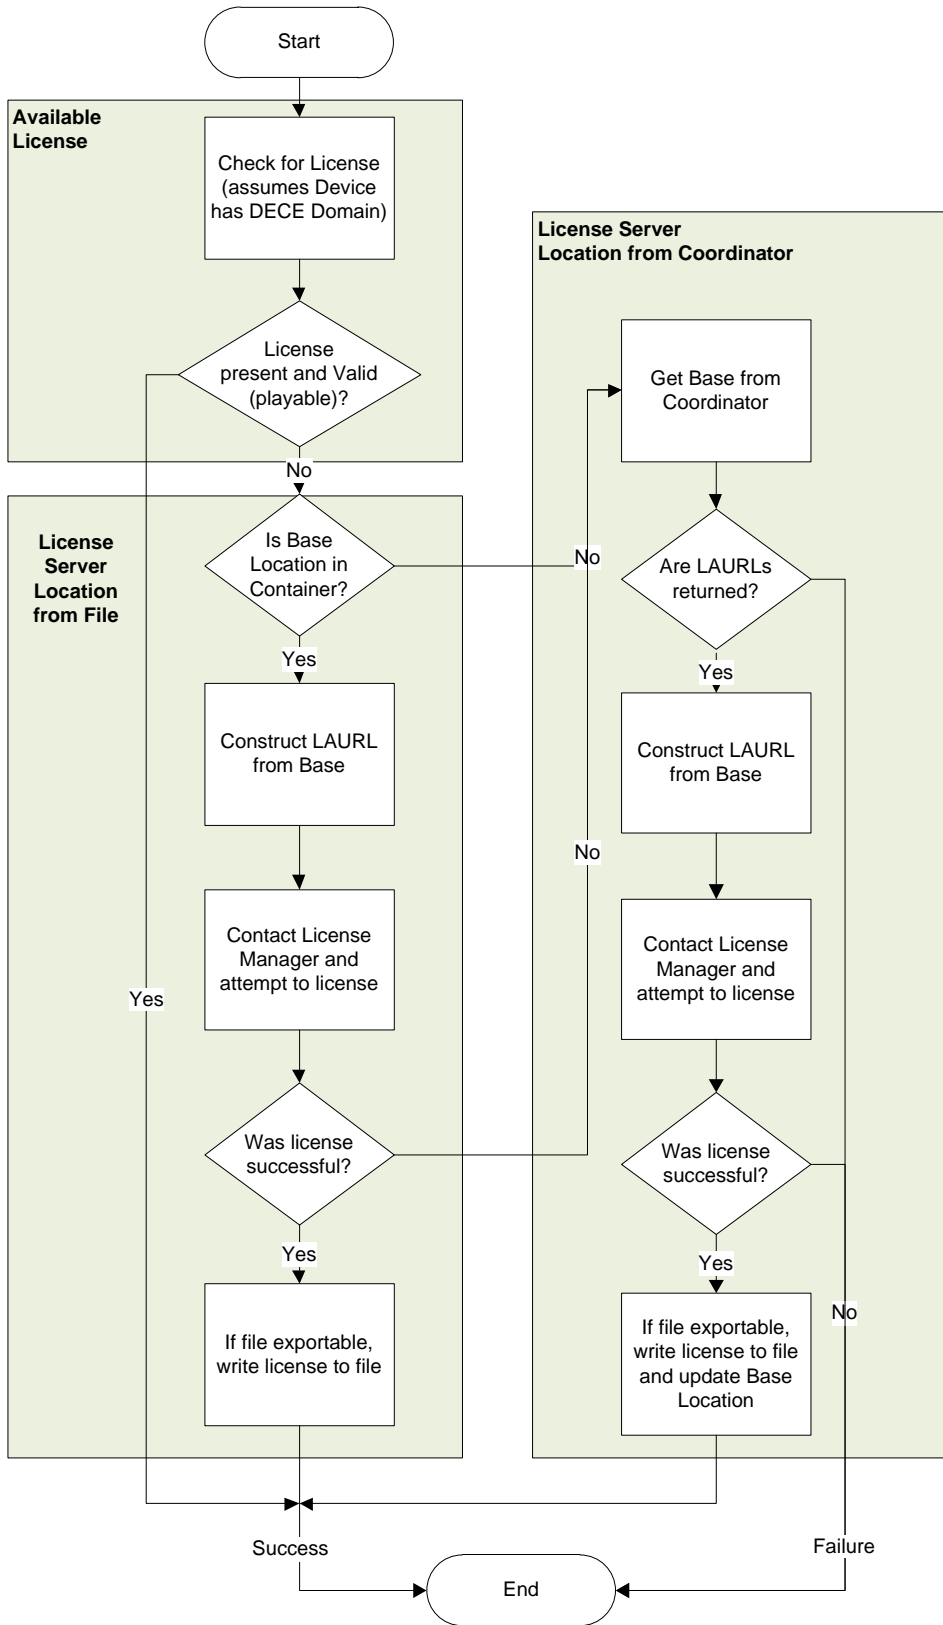 Start
Available
License
Check for License
(assumes Device
has DECE Domain)
License
present and Valid
(playable)?
No
License
Server
Location
from File
Is Base
Location in
Container?
No
Yes
Construct LAURL
from Base
No
Contact License
Manager and
attempt to license
Yes
Was license
successful?
Yes
If file exportable,
write license to file
License Server
Location from Coordinator
Get Base from
Coordinator
Are LAURLs
returned?
Yes
Construct LAURL
from Base
Contact License
Manager and
attempt to license
Was license
successful?
Yes
No
If file exportable,
write license to file
and update Base
Location
Success
Failure
End